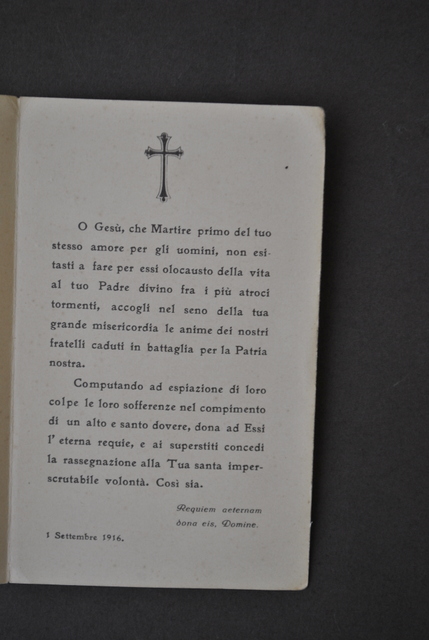 O Gesù, che Martire primo del tuo
stesso amore per gli uomini, non esi-
tasti a fare per essi olocausto della vita
al tuo Padre divino fra i più atroci
tormenti, accogli nel seno della tua
grande misericordia le anime dei nostri
fratelli caduti in battaglia per la Patria
nostra.
Computando ad espiazione di loro
colpe le loro sofferenze nel compimento
di un alto e santo dovere, dona ad Essi
l' eterna requie, e ai superstiti concedi
la rassegnazione alla Tua santa imper-
scrutabile volontà. Così sia.
Requiem aeternam
dona eis, Domine.
1 Settembre 1916.